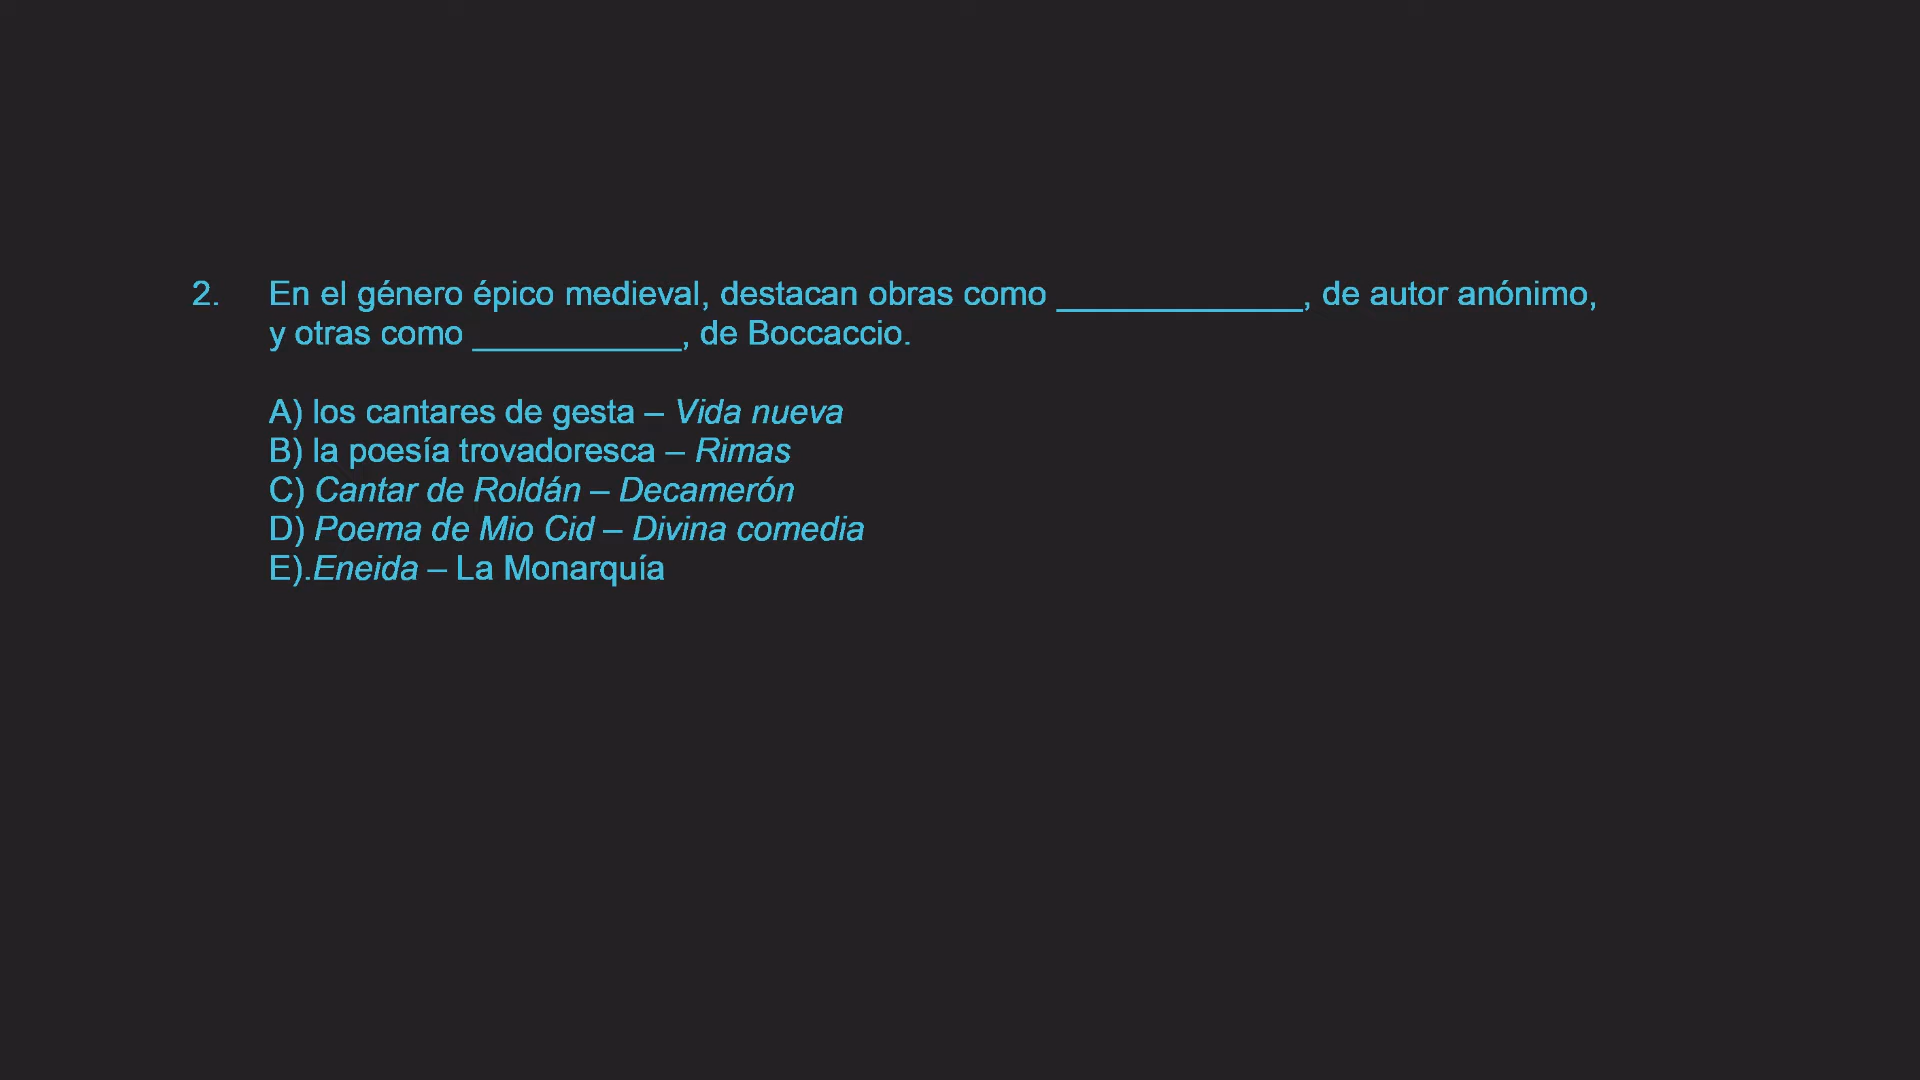 2. En el género épico medieval, destacan obras como _____________, de autor anónimo,
y otras como ___________, de Boccaccio.
A) los cantares de gesta – Vida nueva
B) la poesía trovadoresca – Rimas
C) Cantar de Roldán – Decamerón
D) Poema de Mio Cid – Divina comedia
E).Eneida – La Monarquía